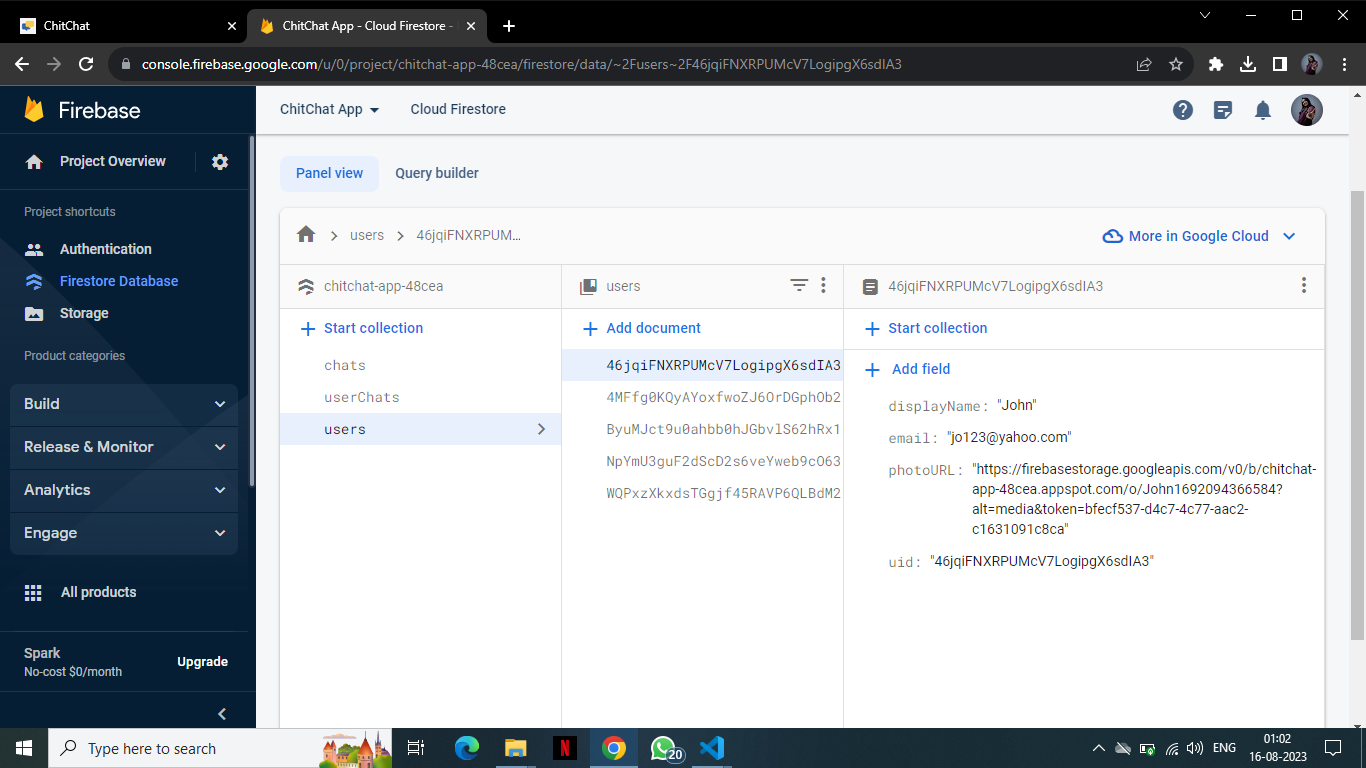 ChitChat
ChitChat App - Cloud Firestore -
console.firebase.google.com/u/0/project/chitchat-app-48cea/firestore/data/~2Fusers~2F46jqiFNXRPUMcV7LogipgX6sdIA3
Firebase
ChitChat App
Cloud Firestore
Project Overview
Project shortcuts
Authentication
Firestore Database
Storage
Product categories
Build
Release & Monitor
Analytics
Engage
All products
Spark
No-cost $0/month
Upgrade
Panel view
Query builder
users
46jqiFNXRPUM...
More in Google Cloud
chitchat-app-48cea
Start collection
chats
userChats
users
users
Add document
46jqiFNXRPUMcV7LogipgX6sdIA3
4MFfg0KQyAYoxfwoZJ6OrDGphOb2
ByuMJct9u0ahbb0hJGbvlS62hRx1
NpYmU3guF2dScD2s6veYweb9cO63
WQPxzXkxdsTGgjf45RAVP6QLBdM2
46jqiFNXRPUMcV7LogipgX6sdIA3
Start collection
Add field
displayName: "John"
email: "jo123@yahoo.com"
photoURL: "https://firebasestorage.googleapis.com/v0/b/chitchat-
app-48cea.appspot.com/o/John1692094366584?
alt=media&token=bfecf537-d4c7-4c77-aac2-
c1631091c8ca"
uid: "46jqiFNXRPUMcV7LogipgX6sdIA3"
Type here to search
20
ENG
01:02
16-08-2023